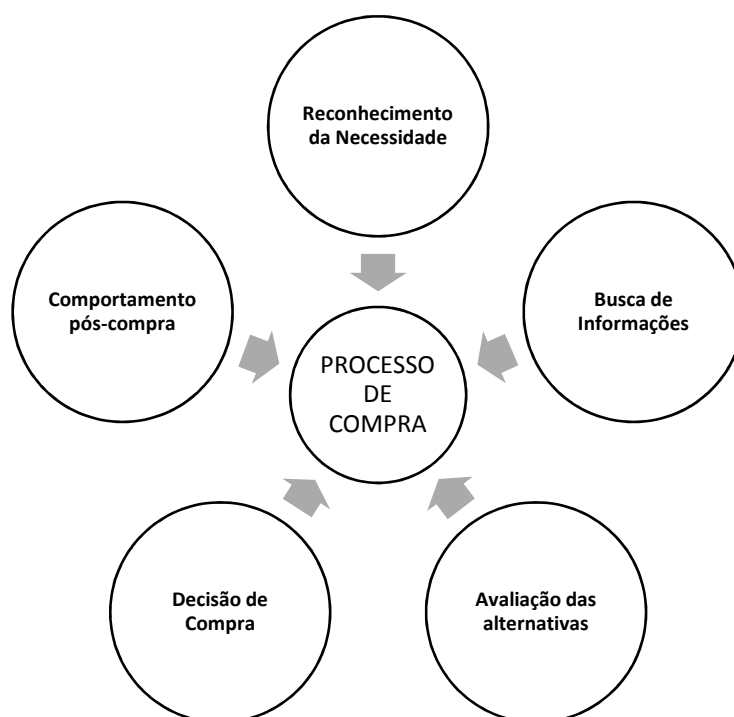 Reconhecimento
da Necessidade
Comportamento
pós-compra
Busca de
Informações
PROCESSO
DE
COMPRA
Decisão de
Compra
Avaliação das
alternativas